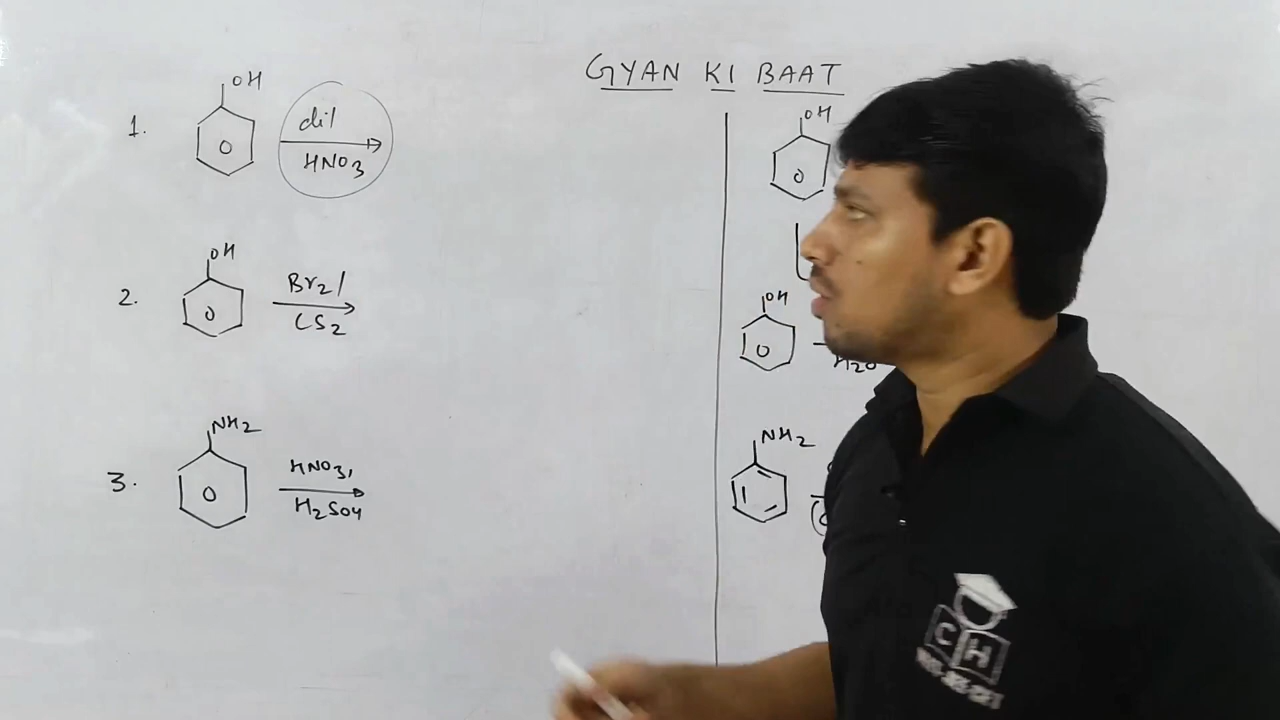 GYAN KI BAAT
1.
OH
dil
HNO3
2.
OH
Br2/
CS2
3.
NH2
HNO3,
H2SO4
OH
OH
H2O
NH2
C H